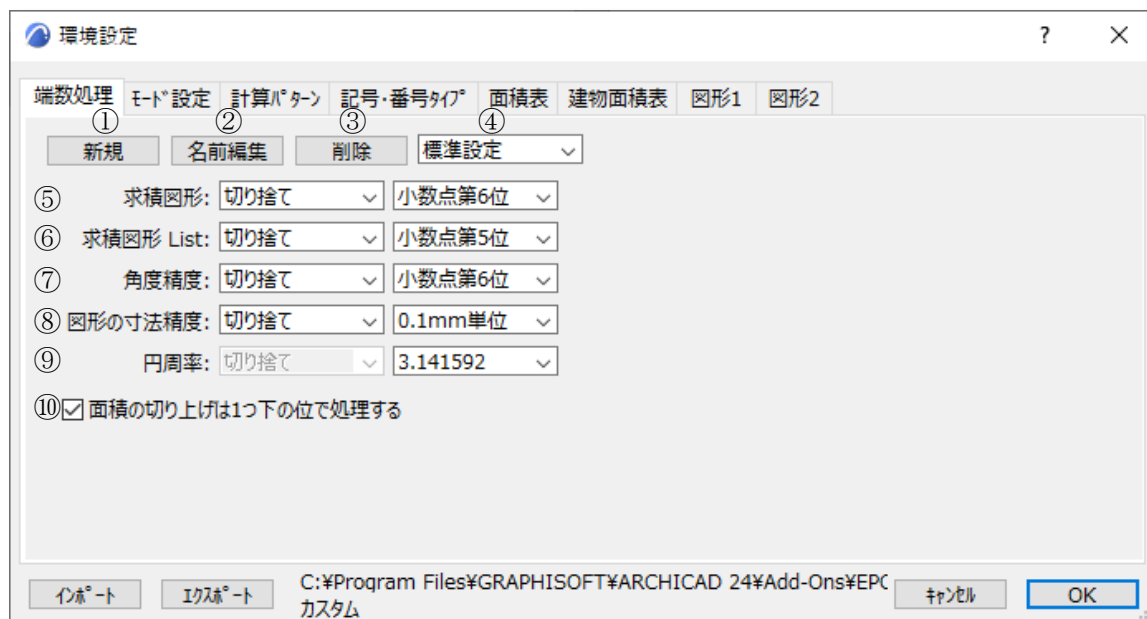 環境設定 ?
端数処理 ﾓｰﾄﾞ設定 計算ﾊﾟﾀｰﾝ 記号･番号ﾀｲﾌﾟ 面積表 建物面積表 図形1 図形2
① ② ③ ④
新規 名前編集 削除 標準設定
⑤ 求積図形: 切り捨て 小数点第6位
⑥ 求積図形 List: 切り捨て 小数点第5位
⑦ 角度精度: 切り捨て 小数点第6位
⑧ 図形の寸法精度: 切り捨て 0.1mm単位
⑨ 円周率: 切り捨て 3.141592
⑩ 面積の切り上げは1つ下の位で処理する
ｲﾝﾎﾟｰﾄ ｴｸｽﾎﾟｰﾄ C:¥Program Files¥GRAPHISOFT¥ARCHICAD 24¥Add-Ons¥EPC ｷｬﾝｾﾙ OK
カスタム